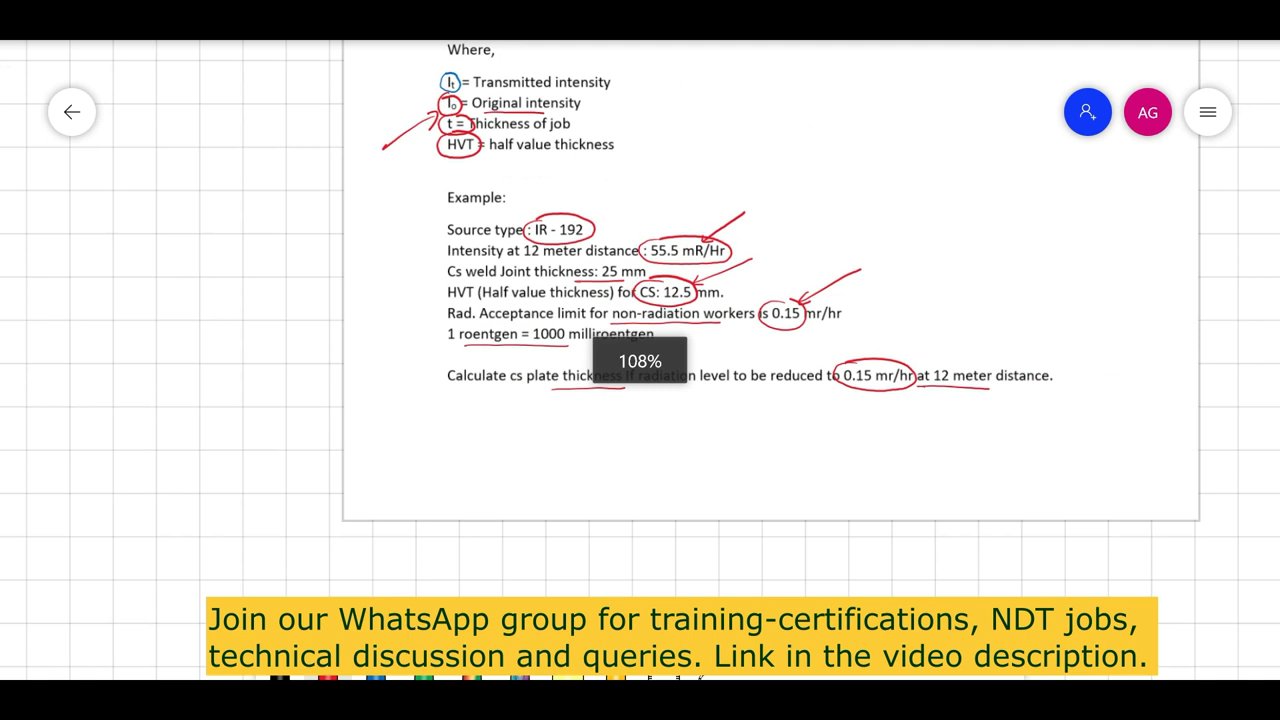 Where,
It = Transmitted intensity
Io = Original intensity
t = Thickness of job
HVT = half value thickness
AG
Example:
Source type : IR - 192
Intensity at 12 meter distance : 55.5 mR/Hr
Cs weld Joint thickness: 25 mm
HVT (Half value thickness) for CS: 12.5 mm.
Rad. Acceptance limit for non-radiation workers is 0.15 mr/hr
1 roentgen = 1000 milliroentgen
108%
Calculate cs plate thickness If radiation level to be reduced to 0.15 mr/hr at 12 meter distance.
Join our WhatsApp group for training-certifications, NDT jobs,
technical discussion and queries. Link in the video description.